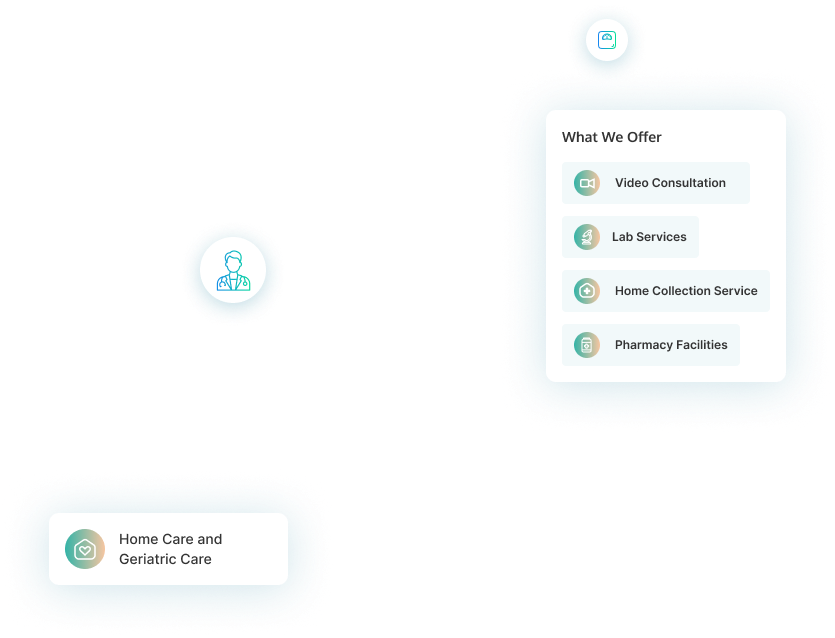 What We Offer
Video Consultation
Lab Services
Home Collection Service
Pharmacy Facilities
Home Care and
Geriatric Care